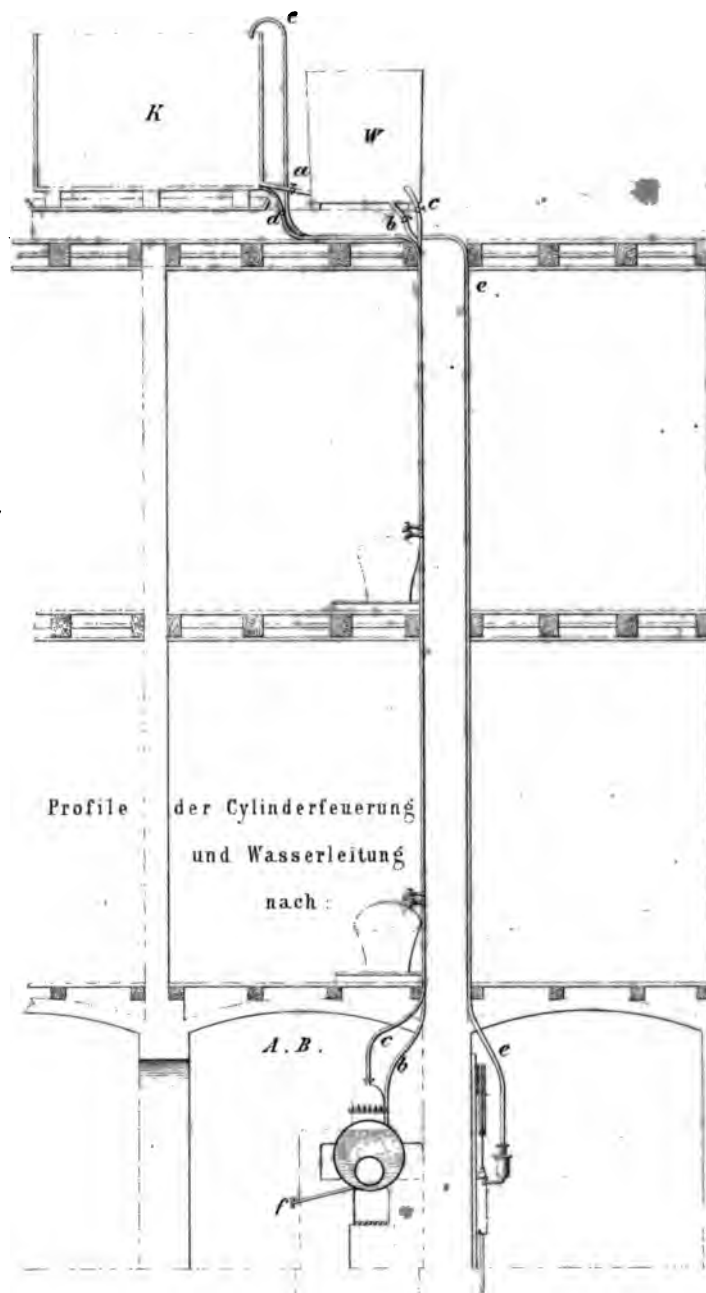 e
K
W
a
c
d
b
e
Profile der Cylinderfeuerung
und Wasserleitung
nach:
A. B.
c
b
e
f